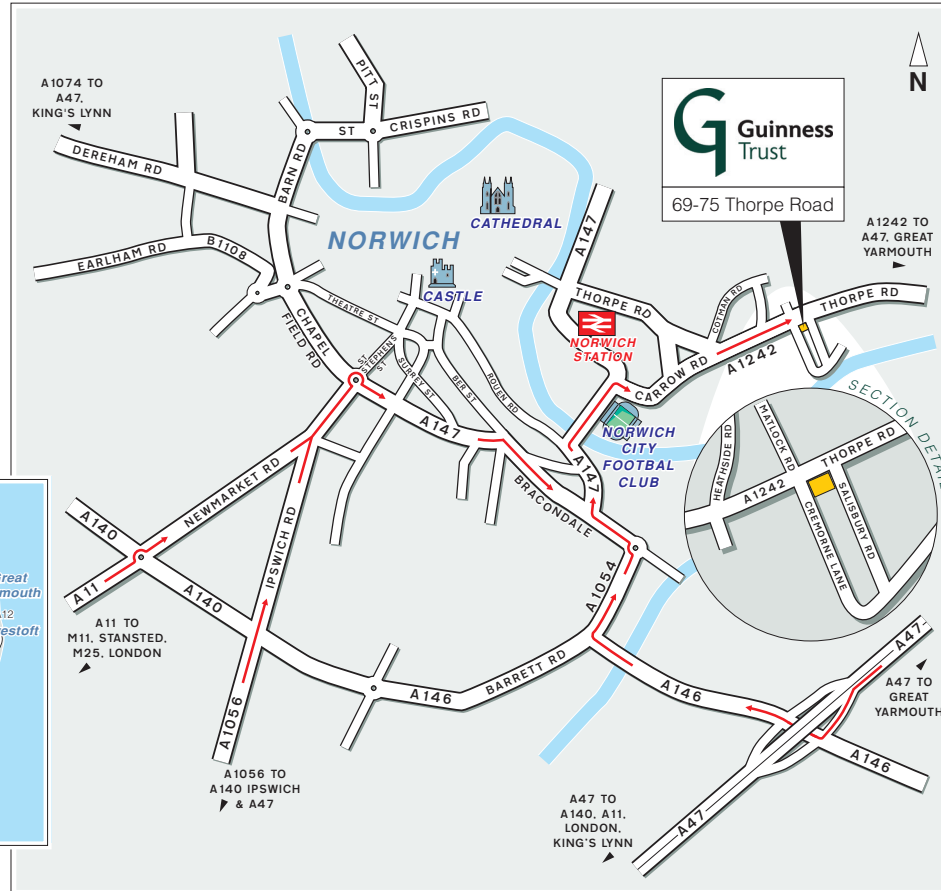 A1074 TO
A47,
KING'S LYNN
DEREHAM RD
EARLHAM RD
B1108
BARN RD
PITT ST
ST
CRISPINS RD
NORWICH
CATHEDRAL
CASTLE
THEATRE ST
CHAPEL
FIELD RD
ST
STEPHENS
ST
SURREY ST
BER ST
ROUEN RD
A147
THORPE RD
NORWICH
STATION
COTMAN RD
CARROW RD
A1242
THORPE RD
N
Guinness
Trust
69-75 Thorpe Road
A1242 TO
A47, GREAT
YARMOUTH
NORWICH
CITY
FOOTBAL
CLUB
SECTION DETAIL
HEATHSIDE RD
MATLOCK RD
THORPE RD
A1242
CREMORNE LANE
SALISBURY RD
A147
A147
BRACONDALE
NEWMARKET RD
IPSWICH RD
A140
A11
A140
A11 TO
M11, STANSTED,
M25, LONDON
A1056
A1056 TO
A140 IPSWICH
& A47
A146
BARRETT RD
A1054
A146
A146
A47
A47
A47 TO
GREAT
YARMOUTH
A47 TO
A140, A11,
LONDON,
KING'S LYNN
reat
mouth
12
estoft